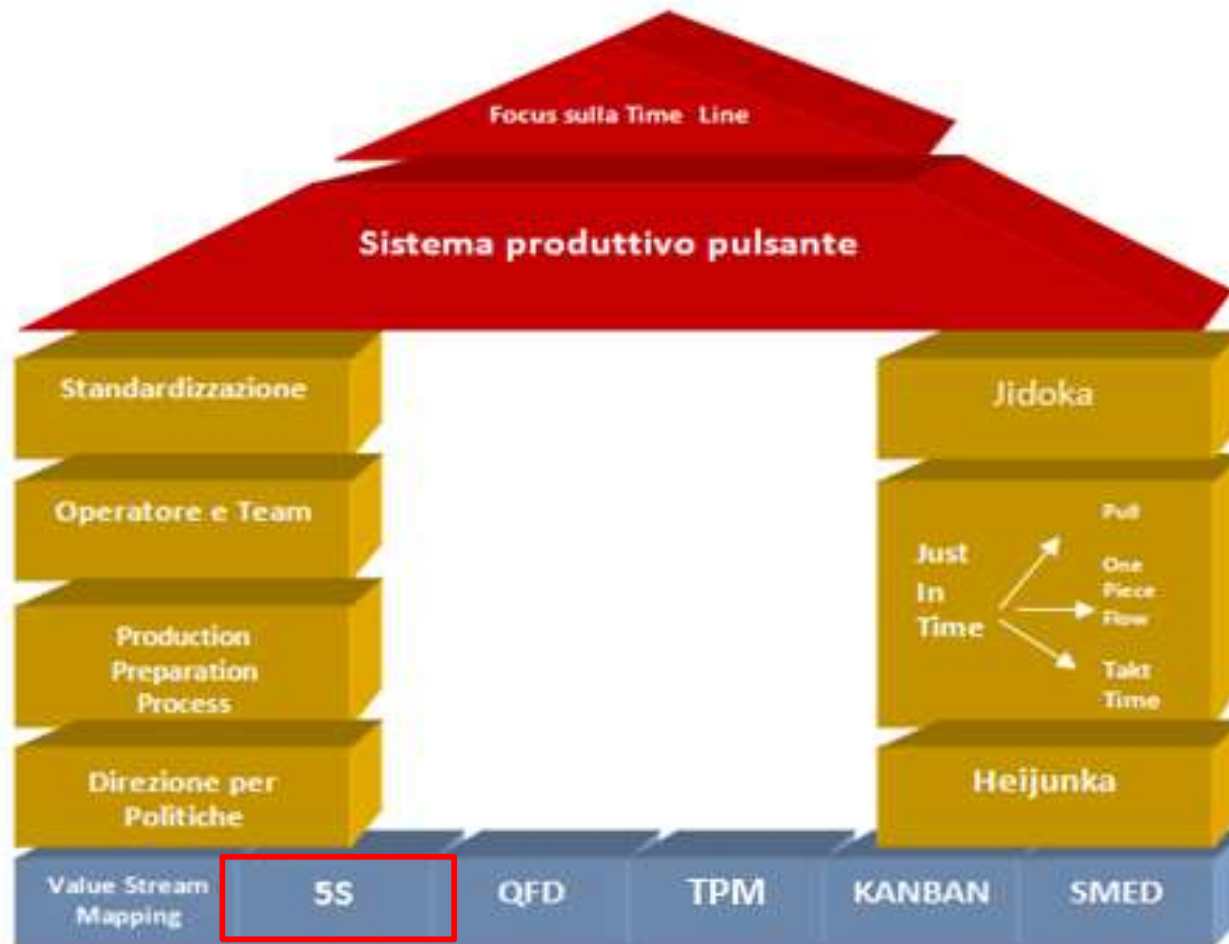 Focus sulla Time Line
Sistema produttivo pulsante
Standardizzazione
Operatore e Team
Production
Preparation
Process
Direzione per
Politiche
Jidoka
Just
In
Time
Pull
One
Piece
Flow
Takt
Time
Heijunka
Value Stream
Mapping
5S
QFD
TPM
KANBAN
SMED